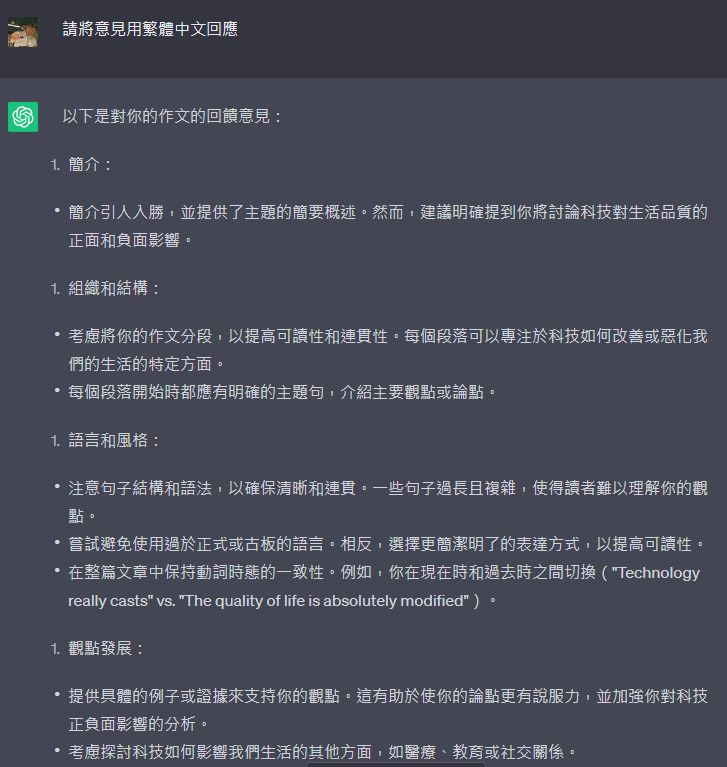 請將意見用繁體中文回應
以下是對你的作文的回饋意見：
1. 簡介：
• 簡介引人入勝，並提供了主題的簡要概述。然而，建議明確提到你將討論科技對生活品質的
正面和負面影響。
1. 組織和結構：
• 考慮將你的作文分段，以提高可讀性和連貫性。每個段落可以專注於科技如何改善或惡化我
們的生活的特定方面。
• 每個段落開始時都應有明確的主題句，介紹主要觀點或論點。
1. 語言和風格：
• 注意句子結構和語法，以確保清晰和連貫。一些句子過長且複雜，使得讀者難以理解你的觀
點。
• 嘗試避免使用過於正式或古板的語言。相反，選擇更簡潔明了的表達方式，以提高可讀性。
• 在整篇文章中保持動詞時態的一致性。例如，你在現在時和過去時之間切換（"Technology
really casts" vs. "The quality of life is absolutely modified"）。
1. 觀點發展：
• 提供具體的例子或證據來支持你的觀點。這有助於使你的論點更有說服力，並加強你對科技
正負面影響的分析。
• 考慮探討科技如何影響我們生活的其他方面，如醫療、教育或社交關係。